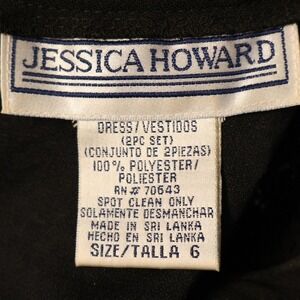 JESSICA HOWARD
DRESS/VESTIDOS
(2PC SET)
(CONJUNTO DE 2PIEZAS)
100% POLYESTER/
POLIESTER
RN# 70643
SPOT CLEAN ONLY
SOLAMENTE DESMANCHAR
MADE IN SRI LANKA
HECHO EN SRI LANKA
SIZE/TALLA 6